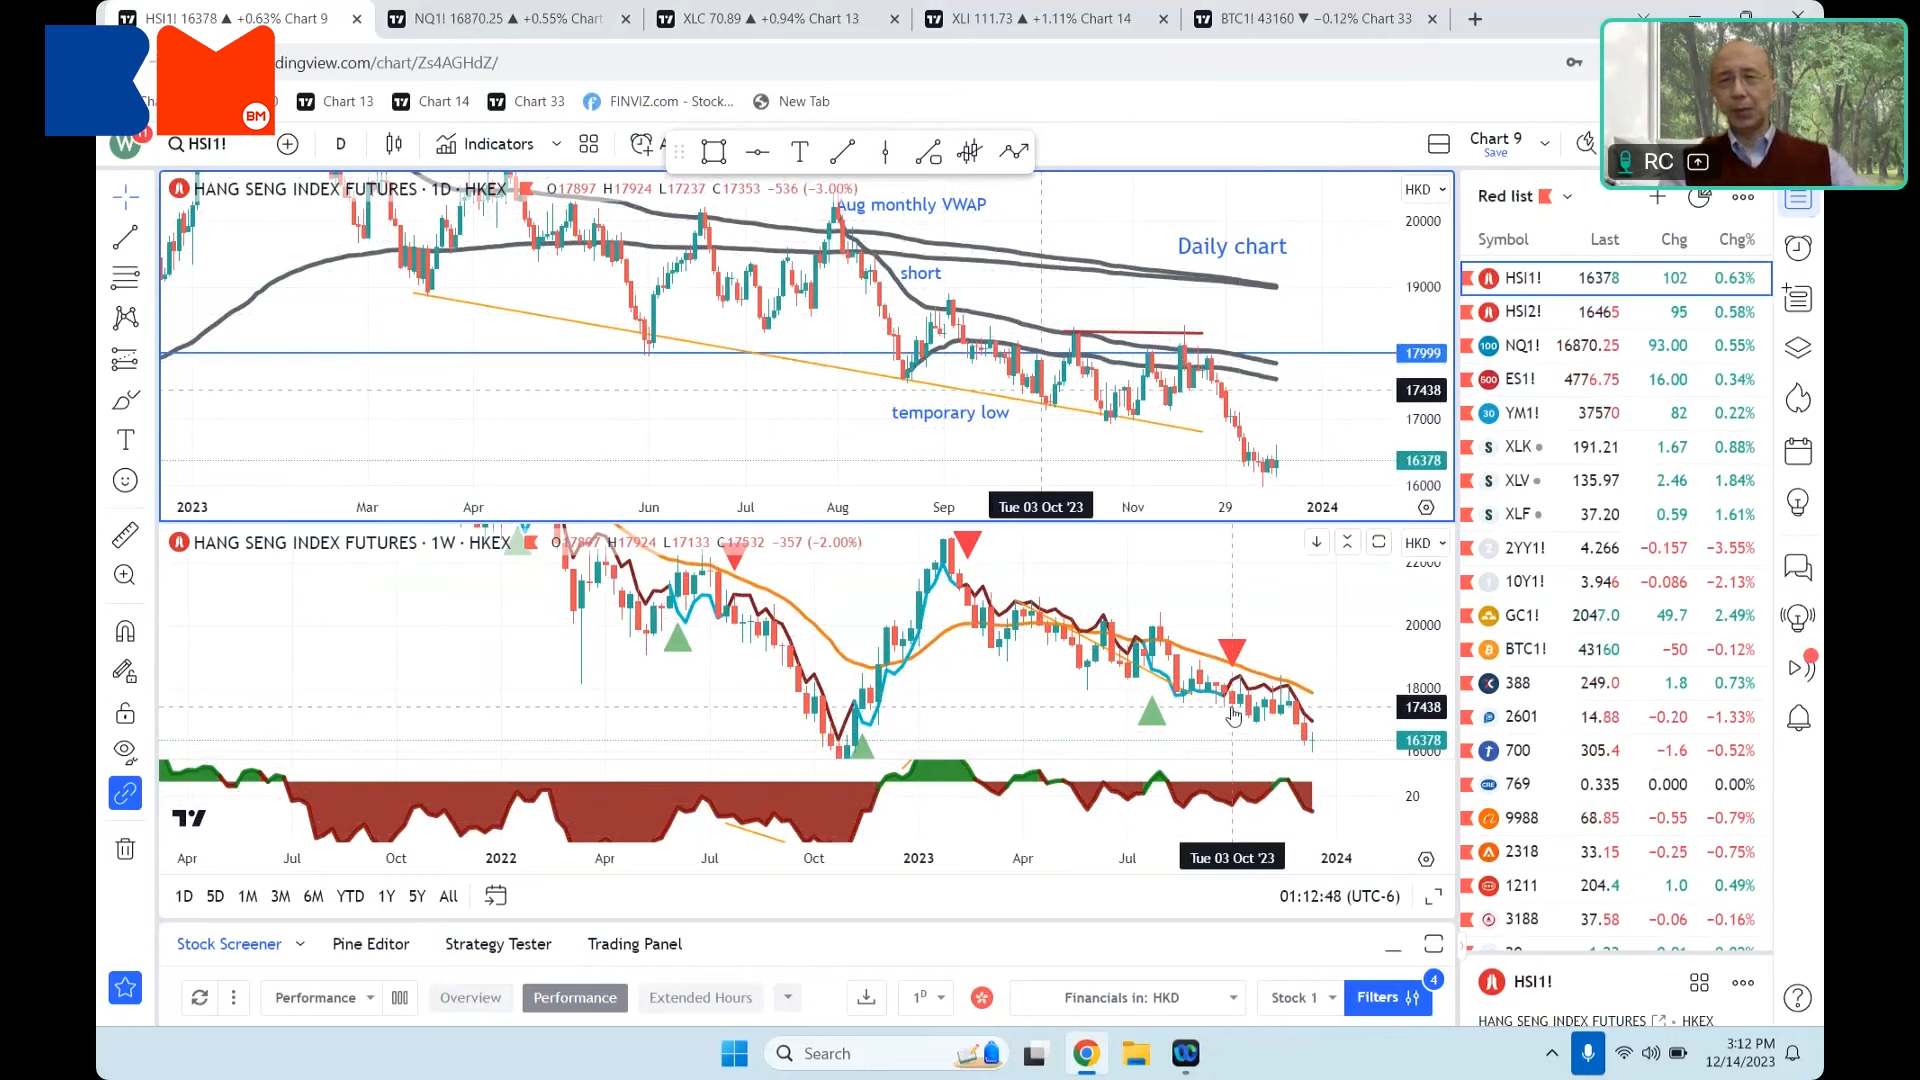 HSI1! 16378 ▲ +0.63% Chart 9
NQ1! 16870.25 ▲ +0.55% Chart
XLC 70.89 ▲ +0.94% Chart 13
XLI 111.73 ▲ +1.11% Chart 14
BTC1! 43160 ▼ −0.12% Chart 33
dingview.com/chart/Zs4AGHdZ/
BM
Chart 13
Chart 14
Chart 33
FINVIZ.com - Stock...
New Tab
W
11
HSI1!
D
Indicators
Chart 9
Save
RC
HANG SENG INDEX FUTURES · 1D · HKEX O17897 H17924 L17237 C17353 −536 (−3.00%)
HKD
Aug monthly VWAP
Daily chart
short
temporary low
20000
19000
17999
17438
17000
16378
16000
2023
Mar
Apr
Jun
Jul
Aug
Sep
Tue 03 Oct '23
Nov
29
2024
HANG SENG INDEX FUTURES · 1W · HKEX O17897 H17924 L17133 C17532 −357 (−2.00%)
HKD
22000
20000
18000
17438
16378
16000
20
Apr
Jul
Oct
2022
Apr
Jul
Oct
2023
Apr
Jul
Tue 03 Oct '23
2024
1D 5D 1M 3M 6M YTD 1Y 5Y All
01:12:48 (UTC-6)
Stock Screener
Pine Editor
Strategy Tester
Trading Panel
Performance
Overview
Performance
Extended Hours
1D
Financials in: HKD
Stock 1
Filters
4
Red list
Symbol Last Chg Chg%
HSI1! 16378 102 0.63%
HSI2! 16465 95 0.58%
100 NQ1! 16870.25 93.00 0.55%
500 ES1! 4776.75 16.00 0.34%
30 YM1! 37570 82 0.22%
S XLK 191.21 1.67 0.88%
S XLV 135.97 2.46 1.84%
S XLF 37.20 0.59 1.61%
2 2YY1! 4.266 −0.157 −3.55%
1 10Y1! 3.946 −0.086 −2.13%
GC1! 2047.0 49.7 2.49%
BTC1! 43160 −50 −0.12%
388 249.0 1.8 0.73%
2601 14.88 −0.20 −1.33%
700 305.4 −1.6 −0.52%
769 0.335 0.000 0.00%
9988 68.85 −0.55 −0.79%
2318 33.15 −0.25 −0.75%
1211 204.4 1.0 0.49%
3188 37.58 −0.06 −0.16%
HSI1!
HANG SENG INDEX FUTURES · HKEX
Search
3:12 PM
12/14/2023